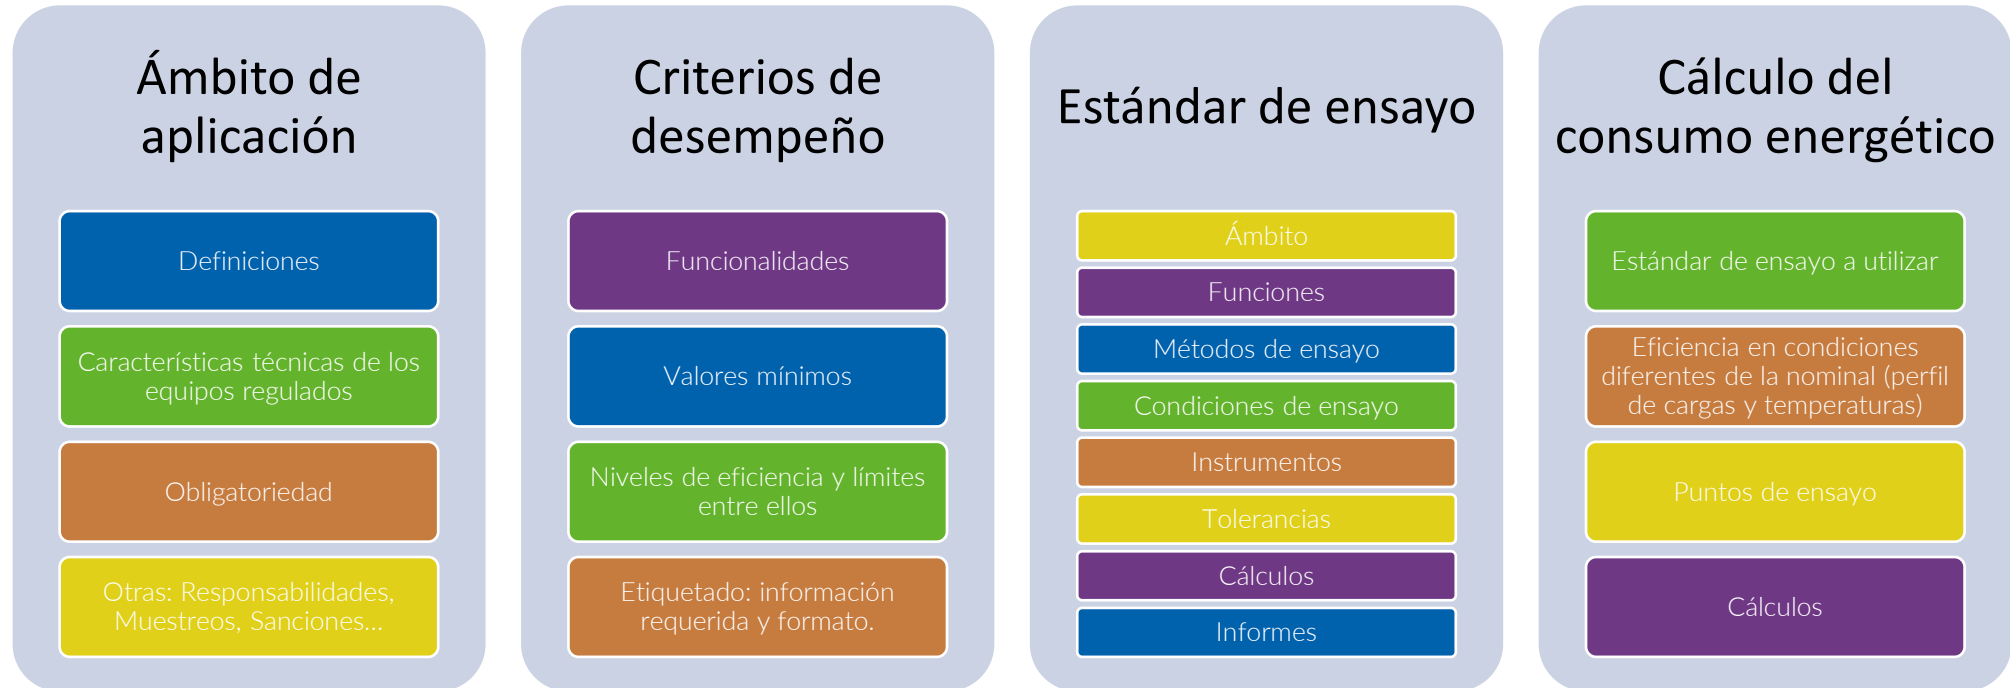 Ámbito de
aplicación
Definiciones
Características técnicas de los
equipos regulados
Obligatoriedad
Otras: Responsabilidades,
Muestreos, Sanciones...
Criterios de
desempeño
Funcionalidades
Valores mínimos
Niveles de eficiencia y límites
entre ellos
Etiquetado: información
requerida y formato.
Estándar de ensayo
Ámbito
Funciones
Métodos de ensayo
Condiciones de ensayo
Instrumentos
Tolerancias
Cálculos
Informes
Cálculo del
consumo energético
Estándar de ensayo a utilizar
Eficiencia en condiciones
diferentes de la nominal (perfil
de cargas y temperaturas)
Puntos de ensayo
Cálculos